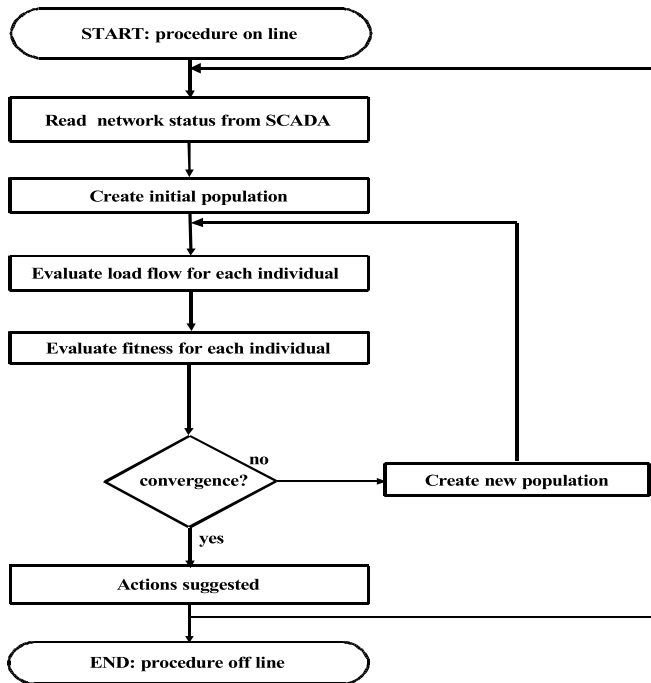 START: procedure on line
Read network status from SCADA
Create initial population
Evaluate load flow for each individual
Evaluate fitness for each individual
convergence?
no
Create new population
yes
Actions suggested
END: procedure off line